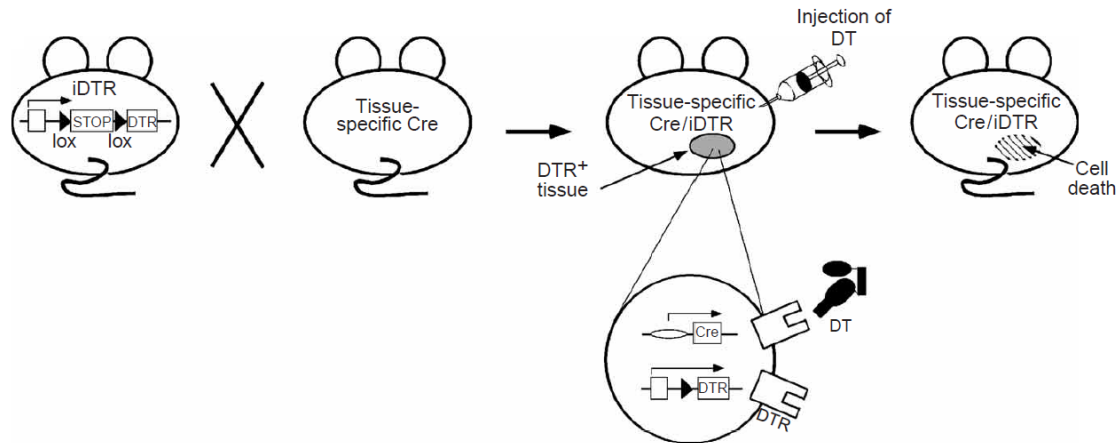 iDTR
STOP
DTR
lox
lox
Tissue-
specific Cre
Injection of
DT
Tissue-specific
Cre/iDTR
DTR+
tissue
Tissue-specific
Cre/iDTR
Cell
death
Cre
DT
DTR
DTR